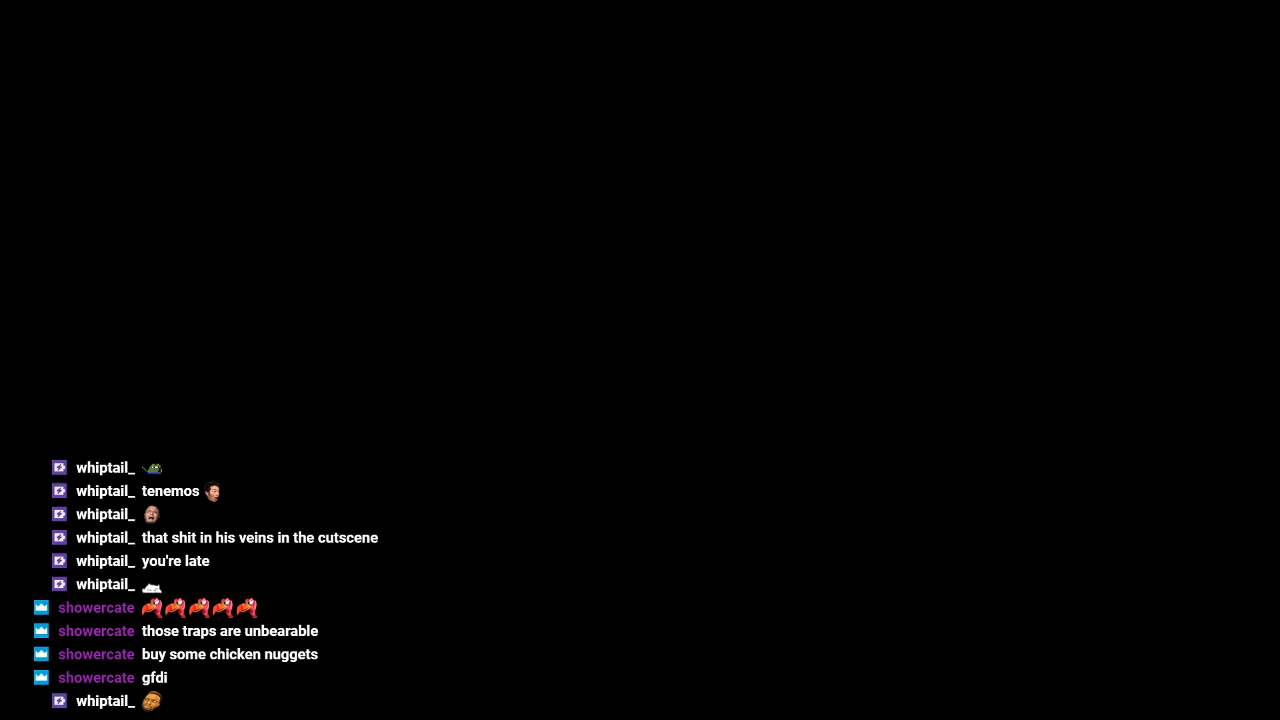 whiptail_
whiptail_ tenemos
whiptail_
whiptail_ that shit in his veins in the cutscene
whiptail_ you're late
whiptail_
showercate
showercate those traps are unbearable
showercate buy some chicken nuggets
showercate gfdi
whiptail_